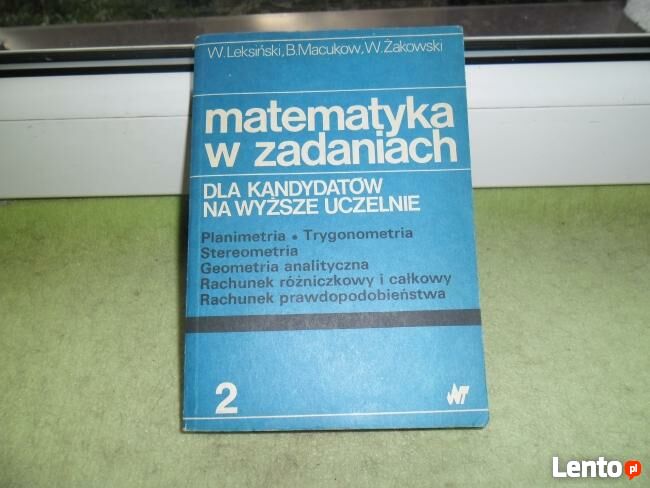 W. Leksiński, B. Macukow, W. Żakowski
matematyka
w zadaniach
DLA KANDYDATÓW
NA WYŻSZE UCZELNIE
Planimetria • Trygonometria
Stereometria
Geometria analityczna
Rachunek różniczkowy i całkowy
Rachunek prawdopodobieństwa
2
WNT
Lento.pl